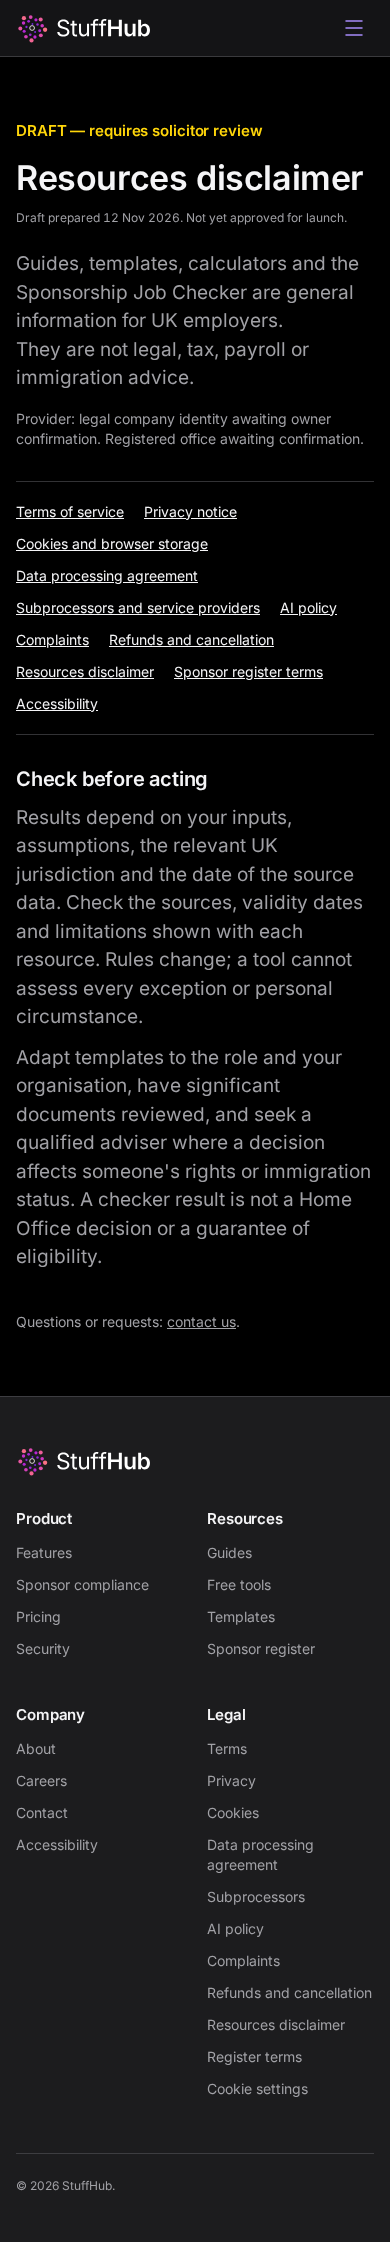 StuffHub
DRAFT — requires solicitor review
Resources disclaimer
Draft prepared 12 Nov 2026. Not yet approved for launch.
Guides, templates, calculators and the
Sponsorship Job Checker are general
information for UK employers.
They are not legal, tax, payroll or
immigration advice.
Provider: legal company identity awaiting owner
confirmation. Registered office awaiting confirmation.
Terms of service Privacy notice
Cookies and browser storage
Data processing agreement
Subprocessors and service providers AI policy
Complaints Refunds and cancellation
Resources disclaimer Sponsor register terms
Accessibility
Check before acting
Results depend on your inputs,
assumptions, the relevant UK
jurisdiction and the date of the source
data. Check the sources, validity dates
and limitations shown with each
resource. Rules change; a tool cannot
assess every exception or personal
circumstance.
Adapt templates to the role and your
organisation, have significant
documents reviewed, and seek a
qualified adviser where a decision
affects someone's rights or immigration
status. A checker result is not a Home
Office decision or a guarantee of
eligibility.
Questions or requests: contact us.
StuffHub
Product
Features
Sponsor compliance
Pricing
Security
Resources
Guides
Free tools
Templates
Sponsor register
Company
About
Careers
Contact
Accessibility
Legal
Terms
Privacy
Cookies
Data processing
agreement
Subprocessors
AI policy
Complaints
Refunds and cancellation
Resources disclaimer
Register terms
Cookie settings
© 2026 StuffHub.